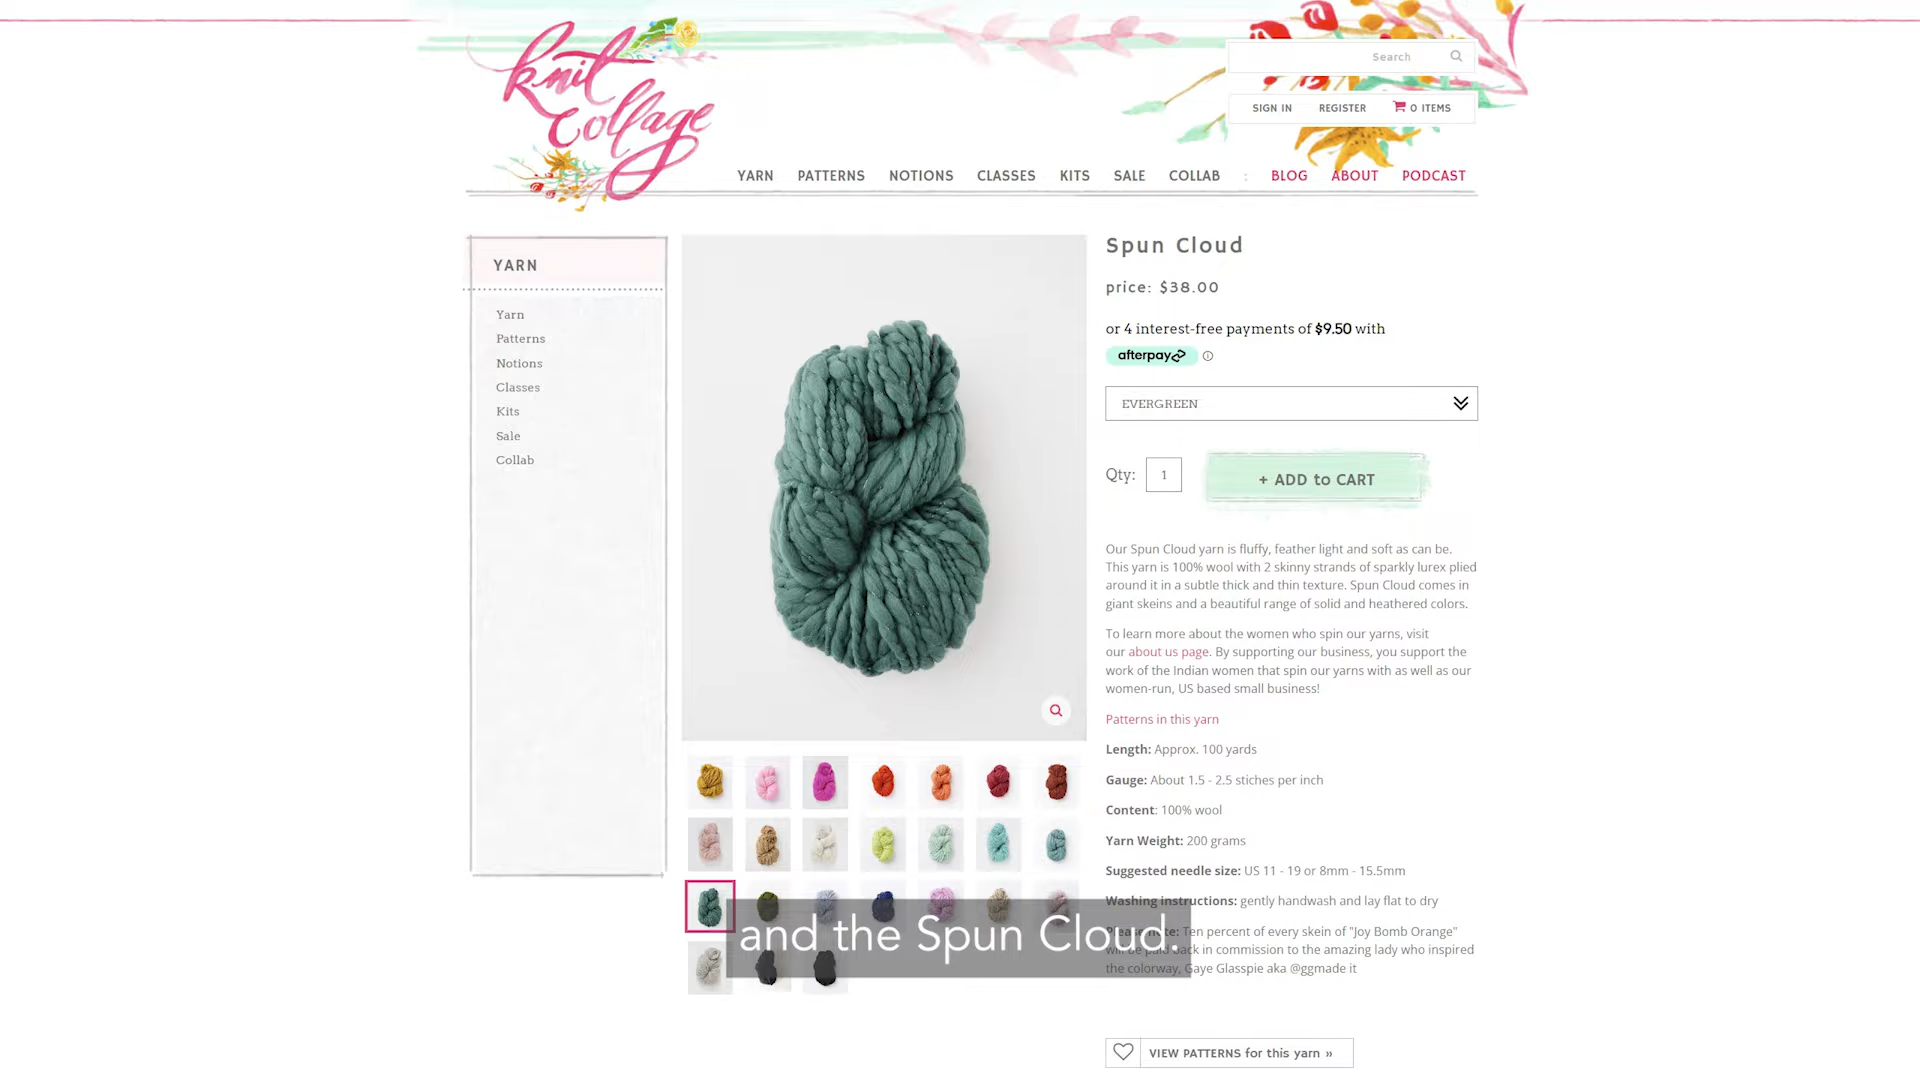 knit
collage
Search
SIGN IN REGISTER 0 ITEMS
YARN PATTERNS NOTIONS CLASSES KITS SALE COLLAB : BLOG ABOUT PODCAST
YARN
Yarn
Patterns
Notions
Classes
Kits
Sale
Collab
Spun Cloud
price: $38.00
or 4 interest-free payments of $9.50 with
afterpay
EVERGREEN
Qty: 1 + ADD to CART
Our Spun Cloud yarn is fluffy, feather light and soft as can be.
This yarn is 100% wool with 2 skinny strands of sparkly lurex plied
around it in a subtle thick and thin texture. Spun Cloud comes in
giant skeins and a beautiful range of solid and heathered colors.
To learn more about the women who spin our yarns, visit
our about us page. By supporting our business, you support the
work of the Indian women that spin our yarns with as well as our
women-run, US based small business!
Patterns in this yarn
Length: Approx. 100 yards
Gauge: About 1.5 - 2.5 stiches per inch
Content: 100% wool
Yarn Weight: 200 grams
Suggested needle size: US 11 - 19 or 8mm - 15.5mm
Washing instructions: gently handwash and lay flat to dry
Please note: Ten percent of every skein of "Joy Bomb Orange"
will be paid back in commission to the amazing lady who inspired
the colorway, Gaye Glasspie aka @ggmade it
and the Spun Cloud.
VIEW PATTERNS for this yarn »